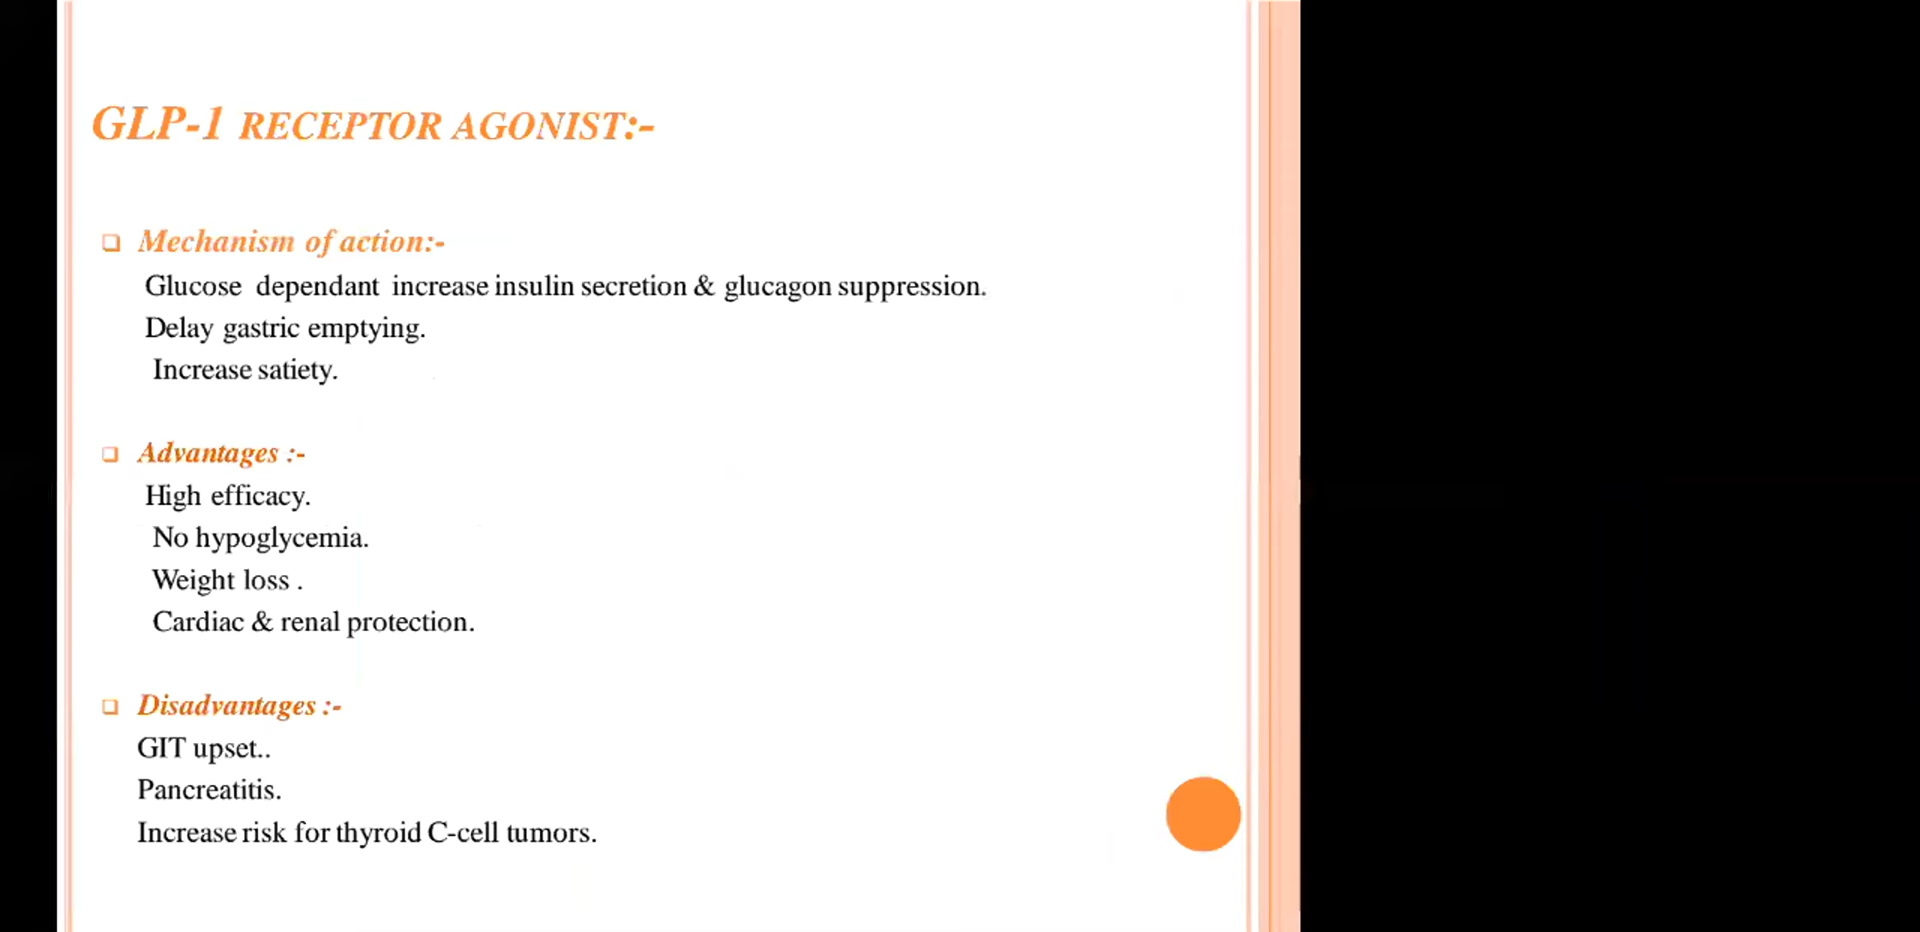 GLP-1 RECEPTOR AGONIST:-
Mechanism of action:-
Glucose dependant increase insulin secretion & glucagon suppression.
Delay gastric emptying.
Increase satiety.
Advantages :-
High efficacy.
No hypoglycemia.
Weight loss .
Cardiac & renal protection.
Disadvantages :-
GIT upset..
Pancreatitis.
Increase risk for thyroid C-cell tumors.